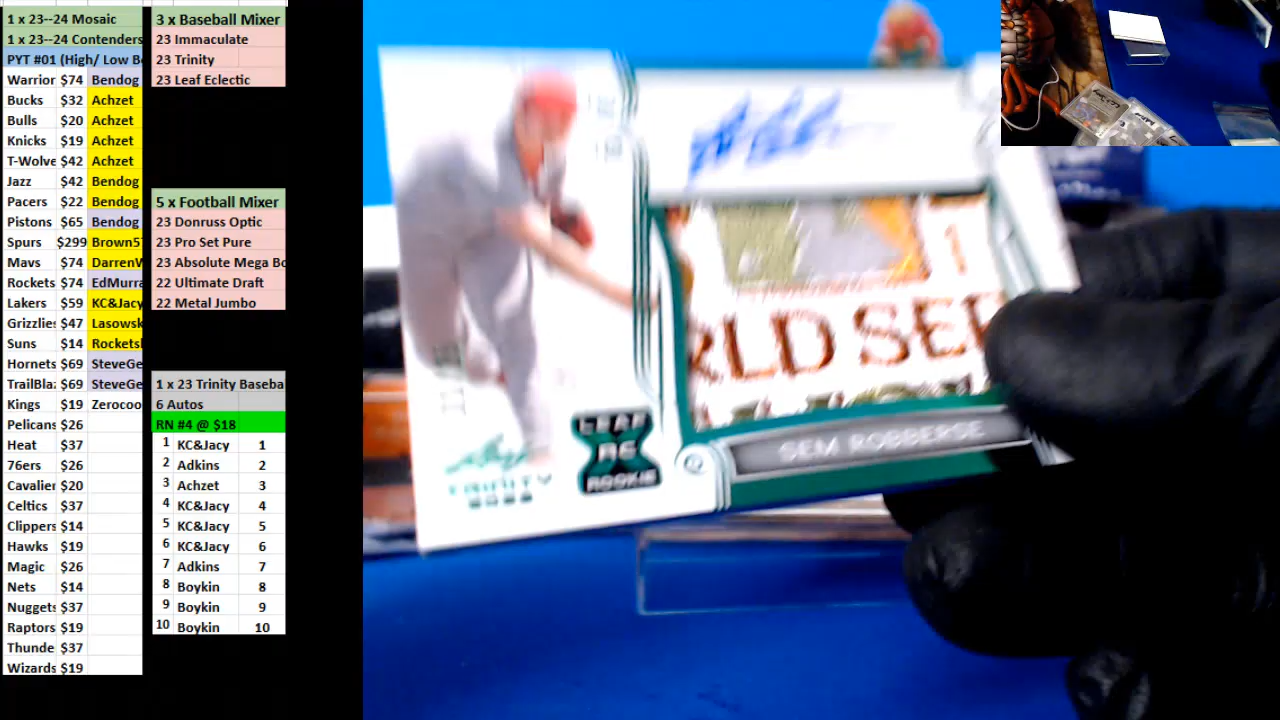 1 x 23--24 Mosaic
1 x 23--24 Contenders
PYT #01 (High/ Low B
Warrior $74 Bendog
Bucks $32 Achzet
Bulls $20 Achzet
Knicks $19 Achzet
T-Wolve $42 Achzet
Jazz $42 Bendog
Pacers $22 Bendog
Pistons $65 Bendog
Spurs $299 Brown5
Mavs $74 DarrenW
Rockets $74 EdMurra
Lakers $59 KC&Jacy
Grizzlies $47 Lasowsk
Suns $14 Rocketsl
Hornets $69 SteveGe
TrailBla $69 SteveGe
Kings $19 Zerocoo
Pelicans $26
Heat $37
76ers $26
Cavalier $20
Celtics $37
Clippers $14
Hawks $19
Magic $26
Nets $14
Nuggets $37
Raptors $19
Thunde $37
Wizards $19
3 x Baseball Mixer
23 Immaculate
23 Trinity
23 Leaf Eclectic
5 x Football Mixer
23 Donruss Optic
23 Pro Set Pure
23 Absolute Mega Bo
22 Ultimate Draft
22 Metal Jumbo
1 x 23 Trinity Baseba
6 Autos
RN #4 @ $18
1 KC&Jacy 1
2 Adkins 2
3 Achzet 3
4 KC&Jacy 4
5 KC&Jacy 5
6 KC&Jacy 6
7 Adkins 7
8 Boykin 8
9 Boykin 9
10 Boykin 10
1
RLD SER
SEM ROBBERSE
LEAF
RE
ROOKIE
TRINITY
2023